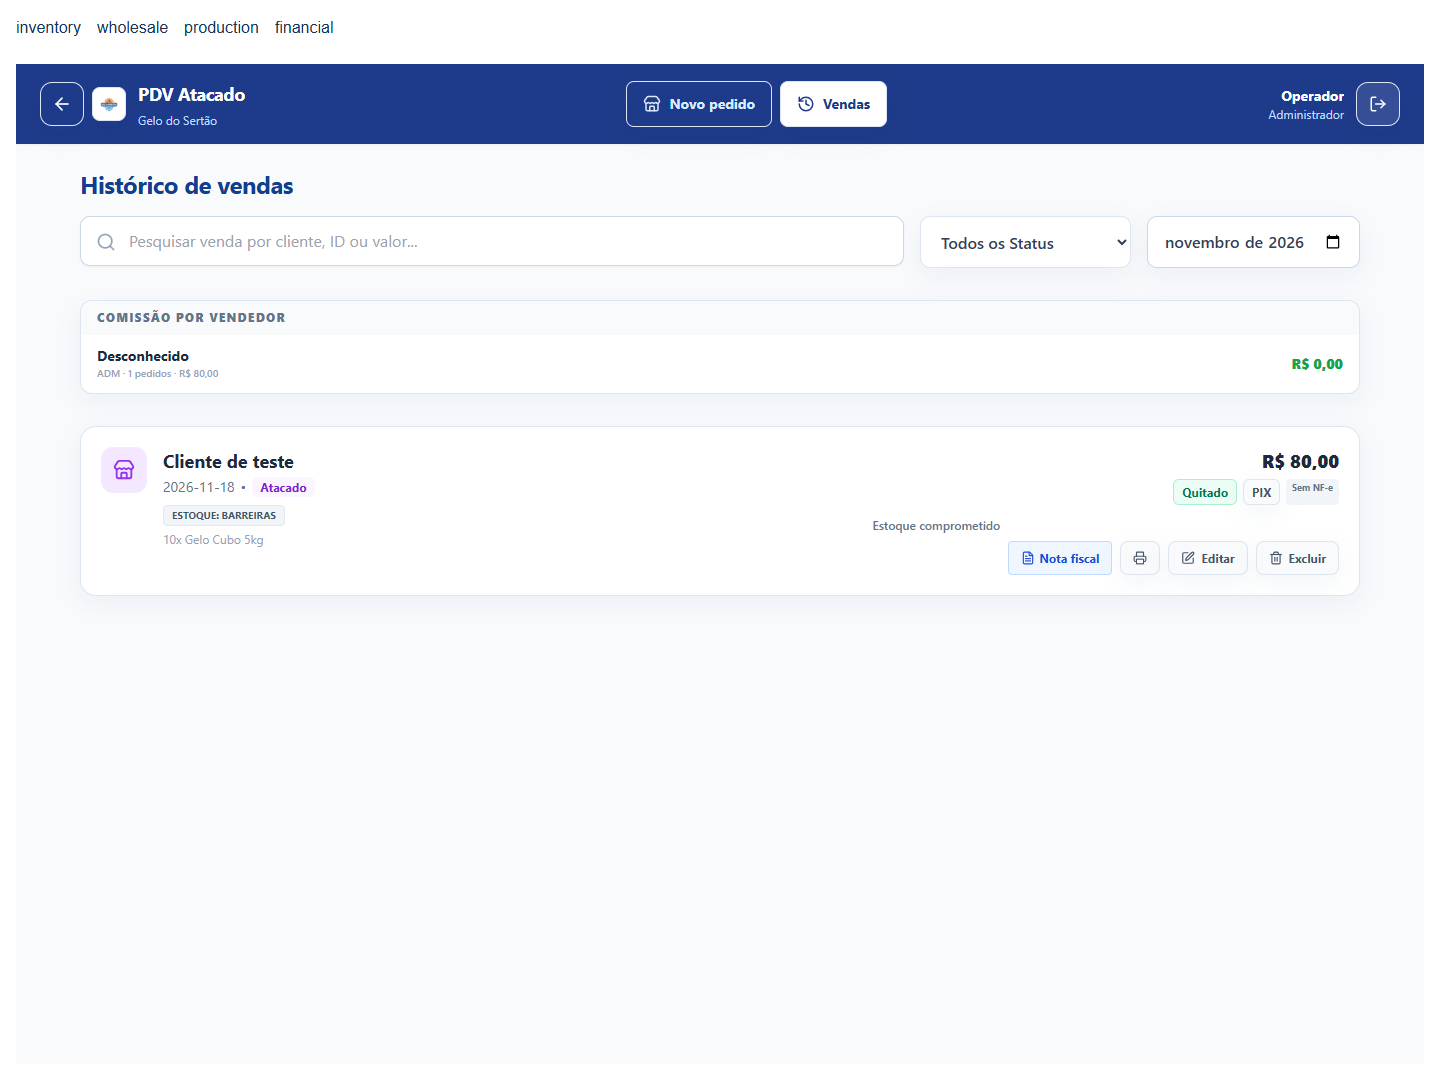 inventory wholesale production financial
PDV Atacado
Gelo do Sertão
Novo pedido
Vendas
Operador
Administrador
Histórico de vendas
Pesquisar venda por cliente, ID ou valor...
Todos os Status
novembro de 2026
COMISSÃO POR VENDEDOR
Desconhecido
ADM · 1 pedidos · R$ 80,00
R$ 0,00
Cliente de teste
2026-11-18 • Atacado
ESTOQUE: BARREIRAS
10x Gelo Cubo 5kg
R$ 80,00
Quitado PIX Sem NF-e
Estoque comprometido
Nota fiscal
Editar
Excluir